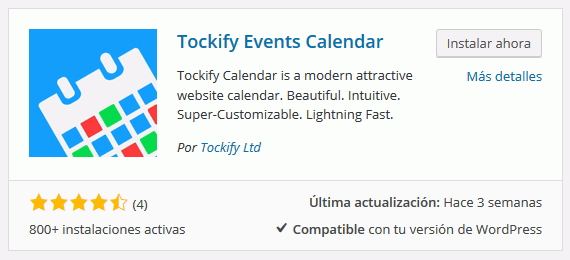 Tockify Events Calendar
Instalar ahora
Más detalles
Tockify Calendar is a modern attractive
website calendar. Beautiful. Intuitive.
Super-Customizable. Lightning Fast.
Por Tockify Ltd
(4)
800+ instalaciones activas
Última actualización: Hace 3 semanas
Compatible con tu versión de WordPress